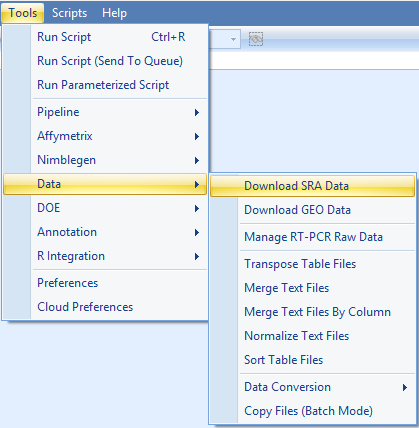 Tools Scripts Help
Run Script Ctrl+R
Run Script (Send To Queue)
Run Parameterized Script
Pipeline
Affymetrix
Nimblegen
Data
DOE
Annotation
R Integration
Preferences
Cloud Preferences
Download SRA Data
Download GEO Data
Manage RT-PCR Raw Data
Transpose Table Files
Merge Text Files
Merge Text Files By Column
Normalize Text Files
Sort Table Files
Data Conversion
Copy Files (Batch Mode)